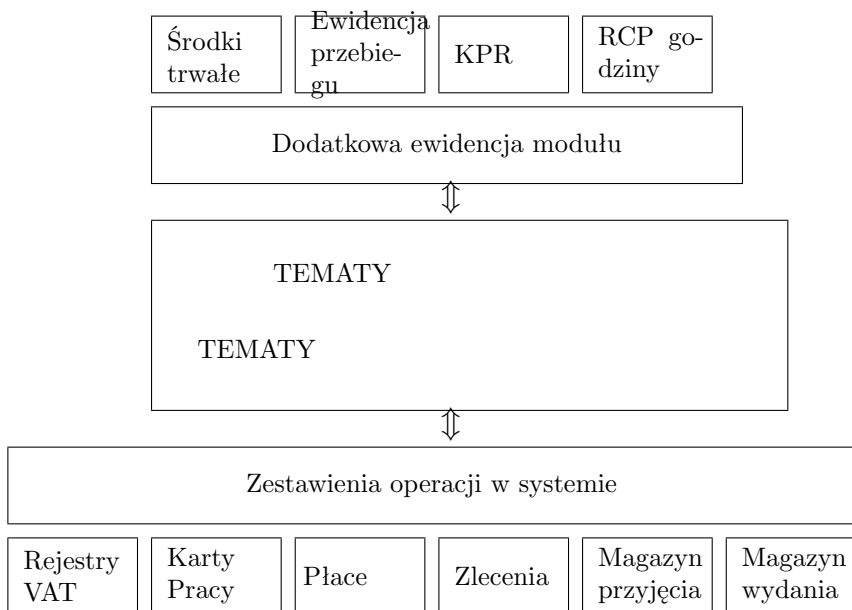 Środki
trwałe
Ewidencja
przebie-
gu
KPR
RCP go-
dziny
Dodatkowa ewidencja modułu
TEMATY
TEMATY
Zestawienia operacji w systemie
Rejestry
VAT
Karty
Pracy
Płace
Zlecenia
Magazyn
przyjęcia
Magazyn
wydania